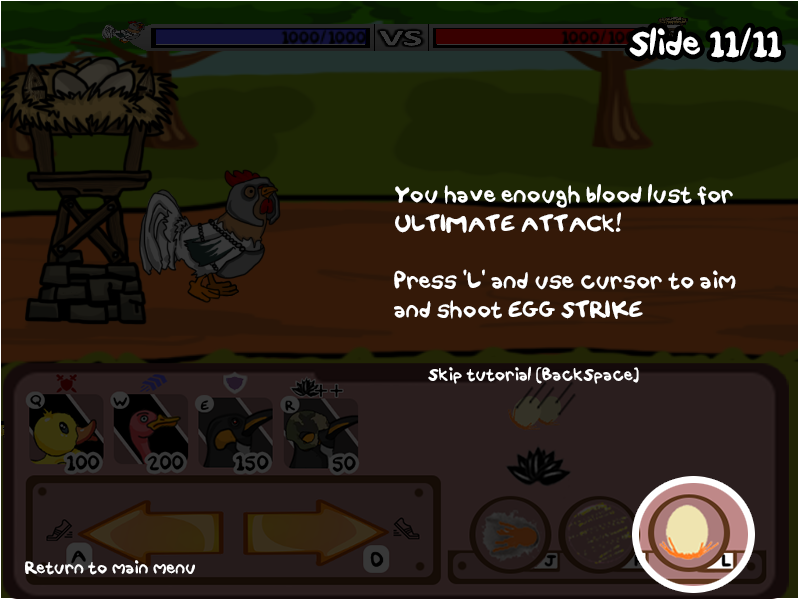 1000/1000
VS
1000/1000
Slide 11/11
You have enough blood lust for
ULTIMATE ATTACK!
Press 'L' and use cursor to aim
and shoot EGG STRIKE
Skip tutorial (BackSpace)
Q
W
E
R
++
100
200
150
50
A
D
J
L
Return to main menu